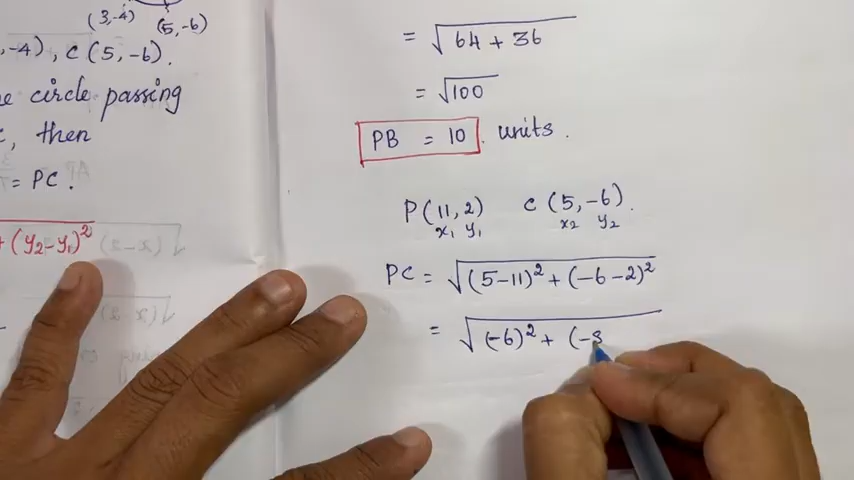 (3,-4) (5,-6)
,-4), c(5,-6).
e circle passing
, then
= PC.
+ (y₂-y₁)²
= √64+36
= √100
PB = 10 . units .
P(11,2) c(5,-6).
x₁ y₁ x₂ y₂
PC = √(5-11)²+(-6-2)²
= √(-6)²+ (-8